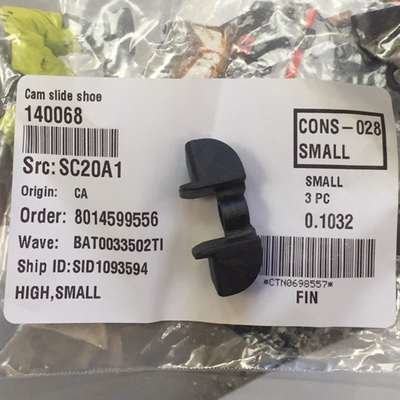 Cam slide shoe
140068
Src: SC20A1
Origin: CA
Order: 8014599556
Wave: BAT0033502TI
Ship ID:SID1093594
HIGH,SMALL
CONS-028
SMALL
SMALL
3 PC
0.1032
*CTN0698557*
FIN